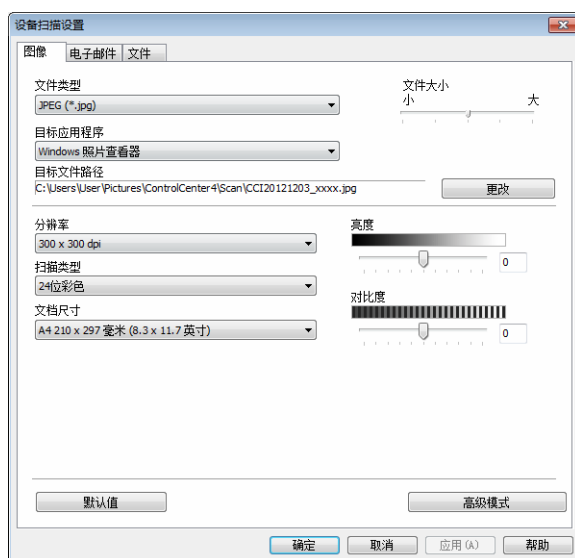 设备扫描设置
图像 电子邮件 文件
文件类型 文件大小
JPEG (*.jpg) 小 大
目标应用程序
Windows 照片查看器
目标文件路径
C:\Users\User\Pictures\ControlCenter4\Scan\CCI20121203_xxxx.jpg 更改
分辨率 亮度
300 x 300 dpi 0
扫描类型
24位彩色
文档尺寸 对比度
A4 210 x 297 毫米 (8.3 x 11.7 英寸) 0
默认值 高级模式
确定 取消 应用(A) 帮助